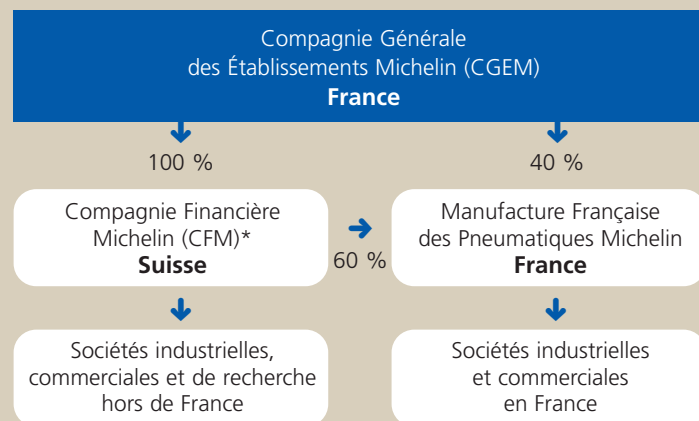 Compagnie Générale
des Établissements Michelin (CGEM)
France
100 %
40 %
Compagnie Financière
Michelin (CFM)*
Suisse
60 %
Manufacture Française
des Pneumatiques Michelin
France
Sociétés industrielles,
commerciales et de recherche
hors de France
Sociétés industrielles
et commerciales
en France